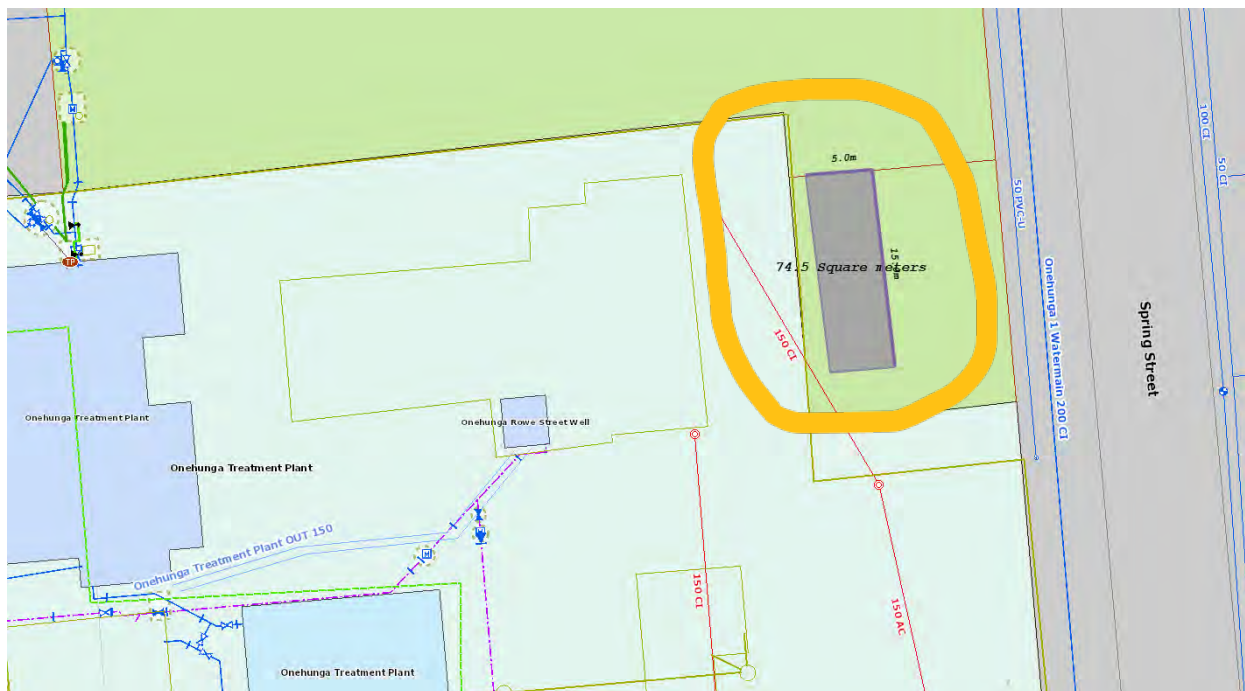 100 CI
50 CI
5.0m
50 PVC-U
74.5 Square meters
Onehunga 1 Watermain 200 CI
TP
H
Spring Street
150 CI
Onehunga Treatment Plant
Onehunga Rowe Street Well
Onehunga Treatment Plant
Onehunga Treatment Plant OUT 150
H
150 CI
150 AC
Onehunga Treatment Plant